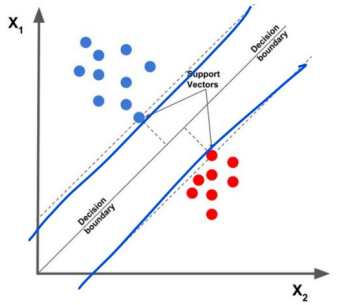 X1
Decision
boundary
Support
Vectors
Decision
boundary
X2